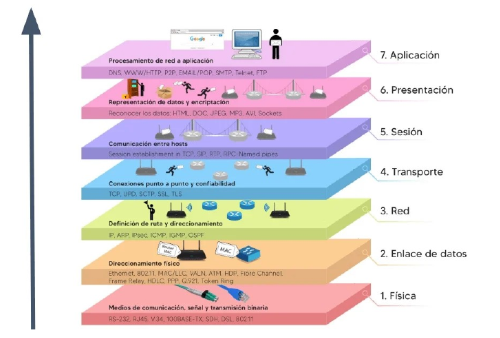 Procesamiento de red a aplicación
DNS, WWW/HTTP, P2P, EMAIL/POP, SMTP, Telnet, FTP
7. Aplicación
Representación de datos y encriptación
Reconocer los datos: HTML, DOC, JPEG, MP3, AVI, Sockets
6. Presentación
Comunicación entre hosts
Session establishment in TCP, SIP, RTP, RPC, Named pipes
5. Sesión
Conexiones punto a punto y confiabilidad
TCP, UPD, SCTP, SSL, TLS
4. Transporte
Definición de ruta y direccionamiento
IP, ARP, IPsec, ICMP, IGMP, OSPF
3. Red
MAC
Direccionamiento físico
Ethernet, 802.11, MAC/LLC, VALN, ATM, HDP, Fibre Channel,
Frame Relay, HDLC, PPP, Q.921, Token Ring
2. Enlace de datos
Medios de comunicación, señal y transmisión binaria
RS-232, RJ45, V.34, 100BASE-TX, SDH, DSL, 802.11
1. Física